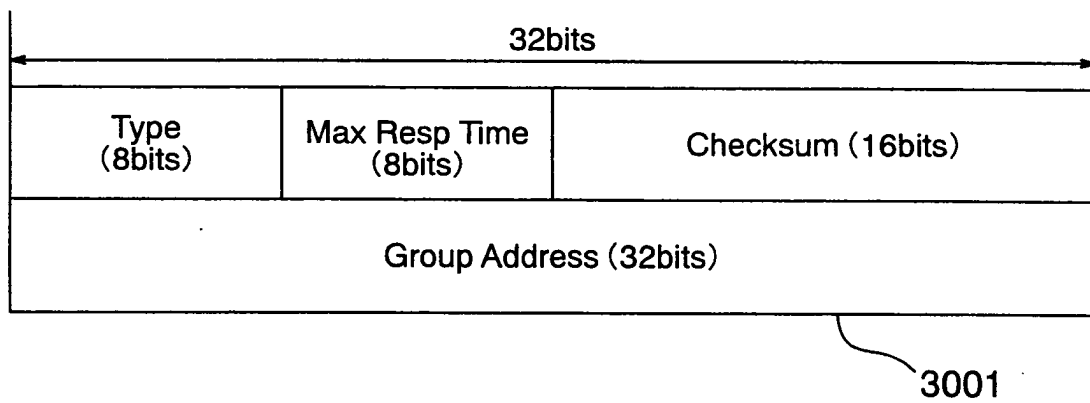 32bits
Type
(8bits)
Max Resp Time
(8bits)
Checksum (16bits)
Group Address (32bits)
3001